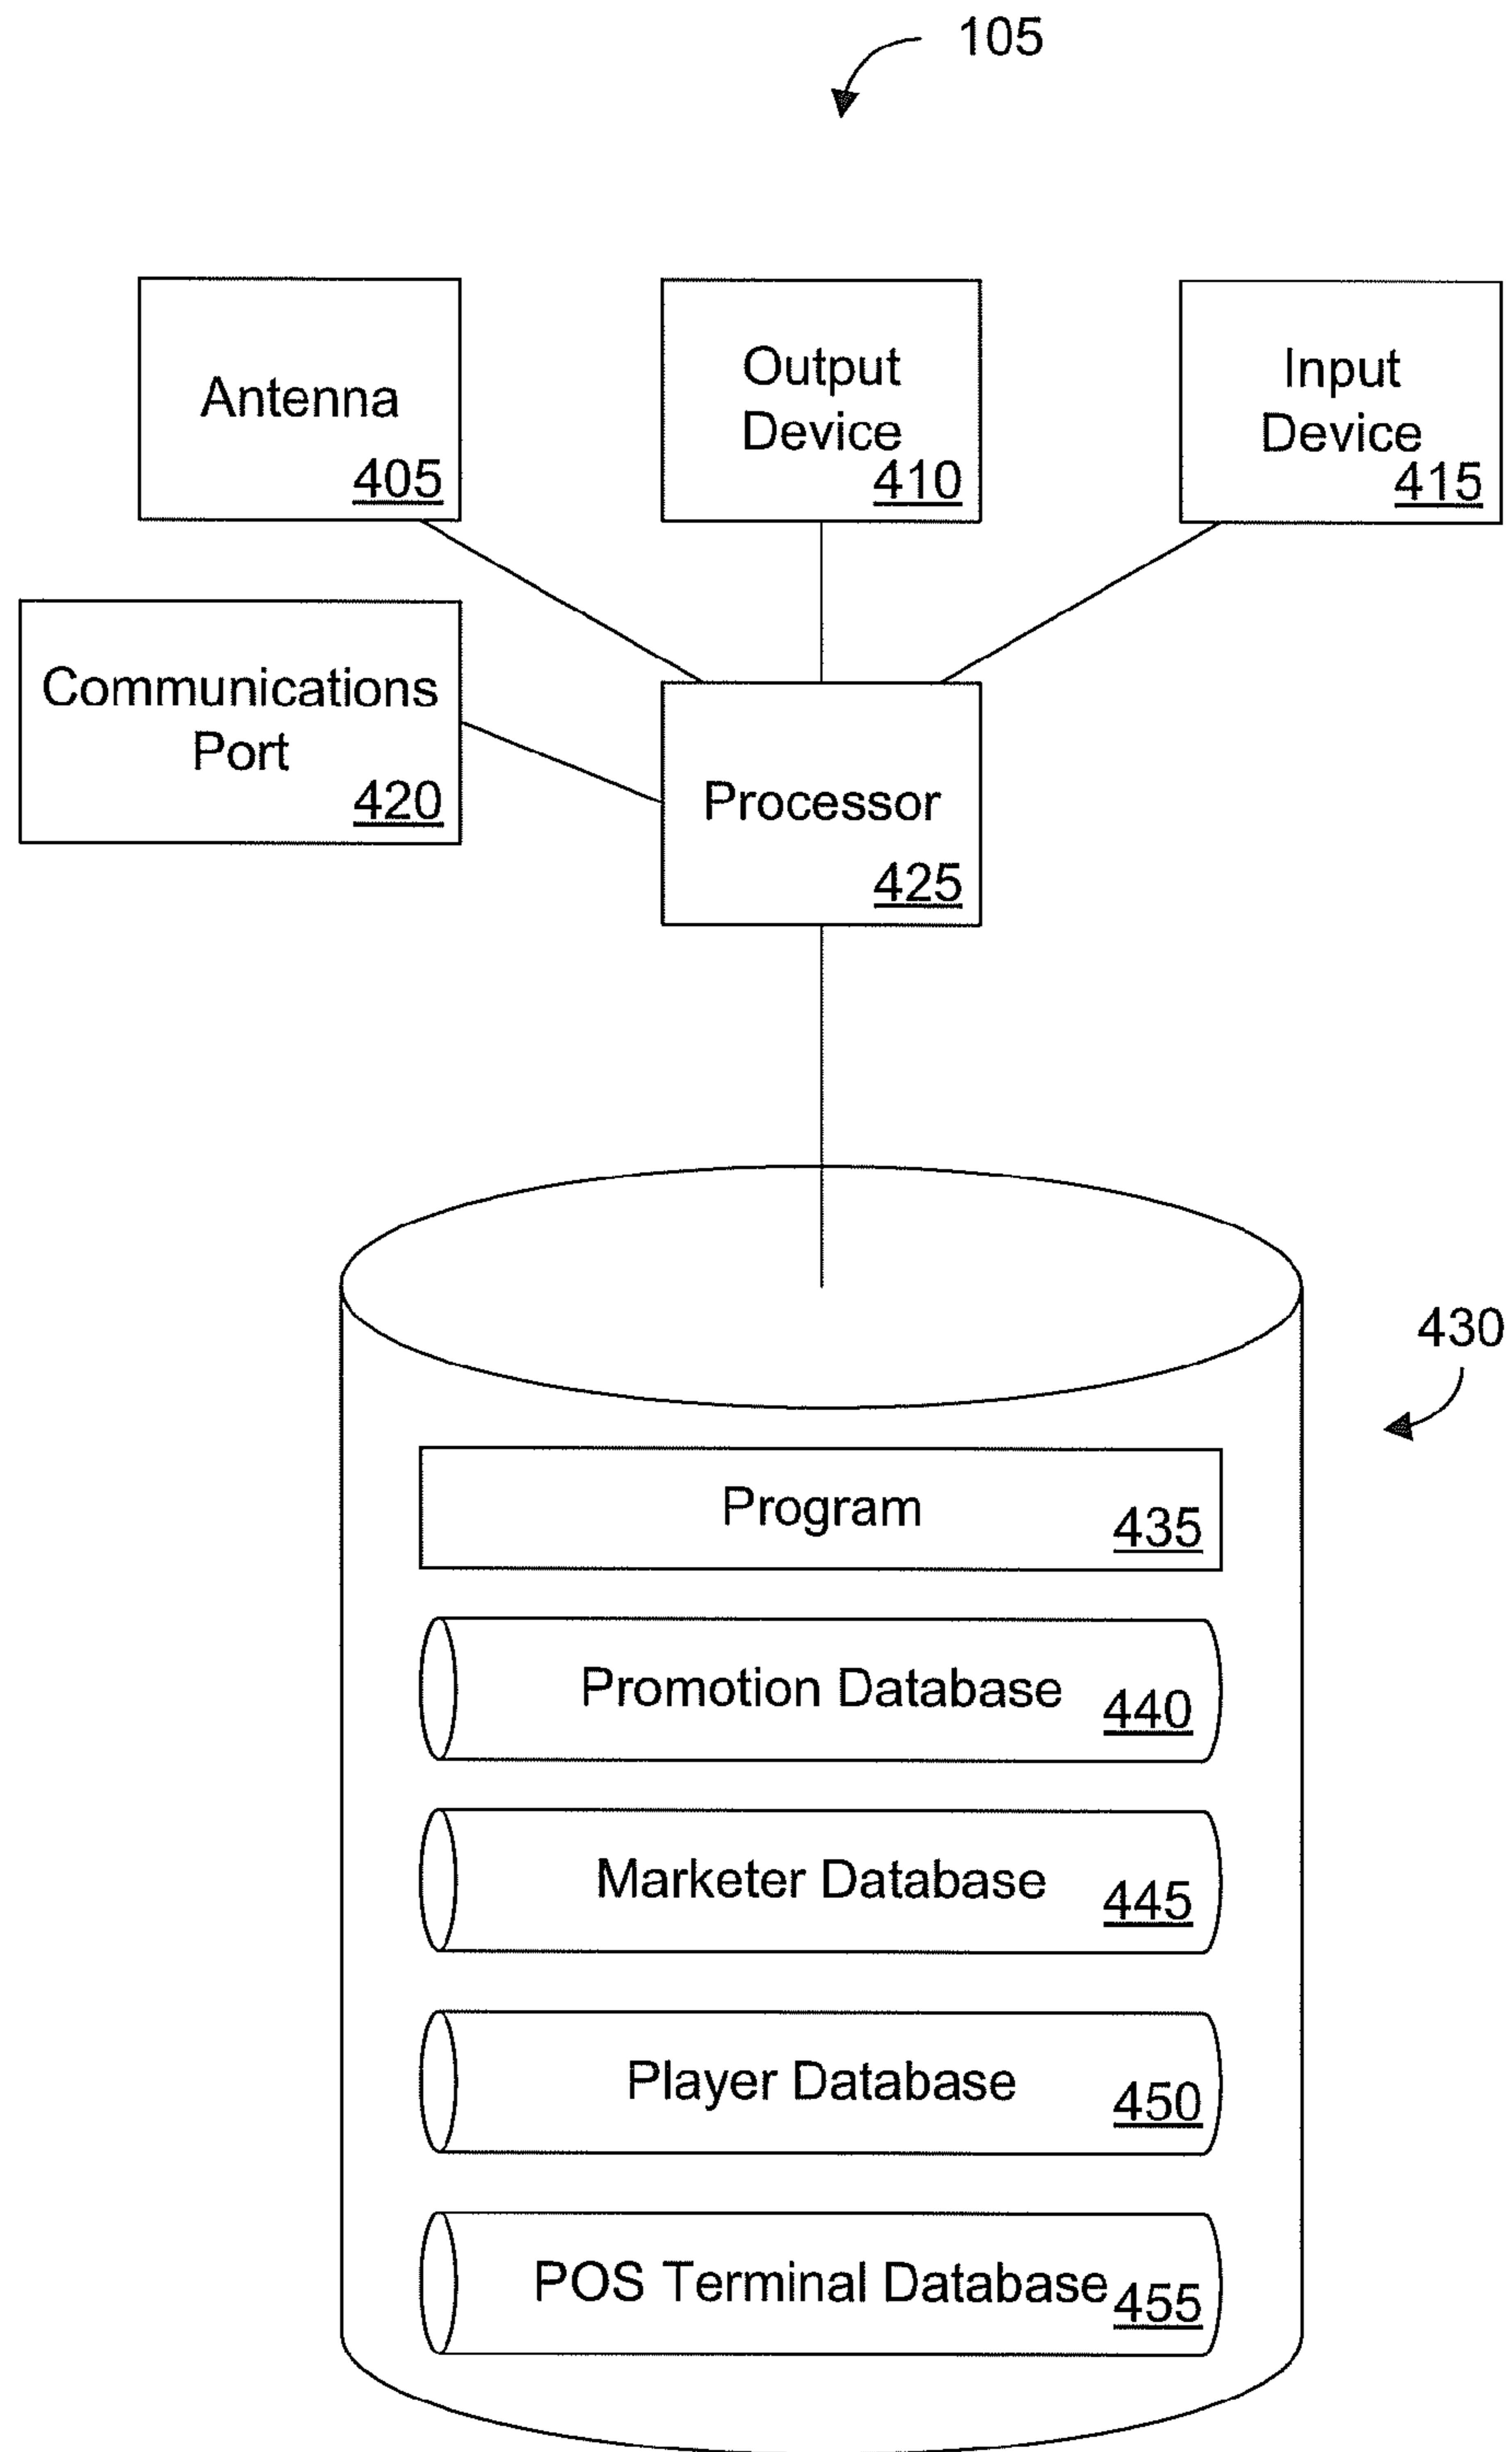 105
Antenna
405
Output
Device
410
Input
Device
415
Communications
Port
420
Processor
425
430
Program
435
Promotion Database
440
Marketer Database
445
Player Database
450
POS Terminal Database
455